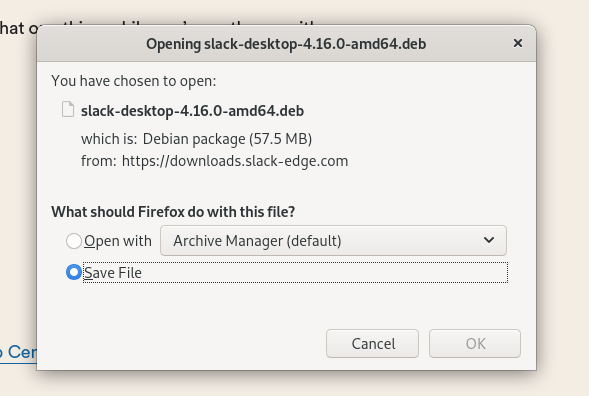 hat
Opening slack-desktop-4.16.0-amd64.deb
You have chosen to open:
slack-desktop-4.16.0-amd64.deb
which is: Debian package (57.5 MB)
from: https://downloads.slack-edge.com
What should Firefox do with this file?
Open with Archive Manager (default)
Save File
Cer
Cancel OK